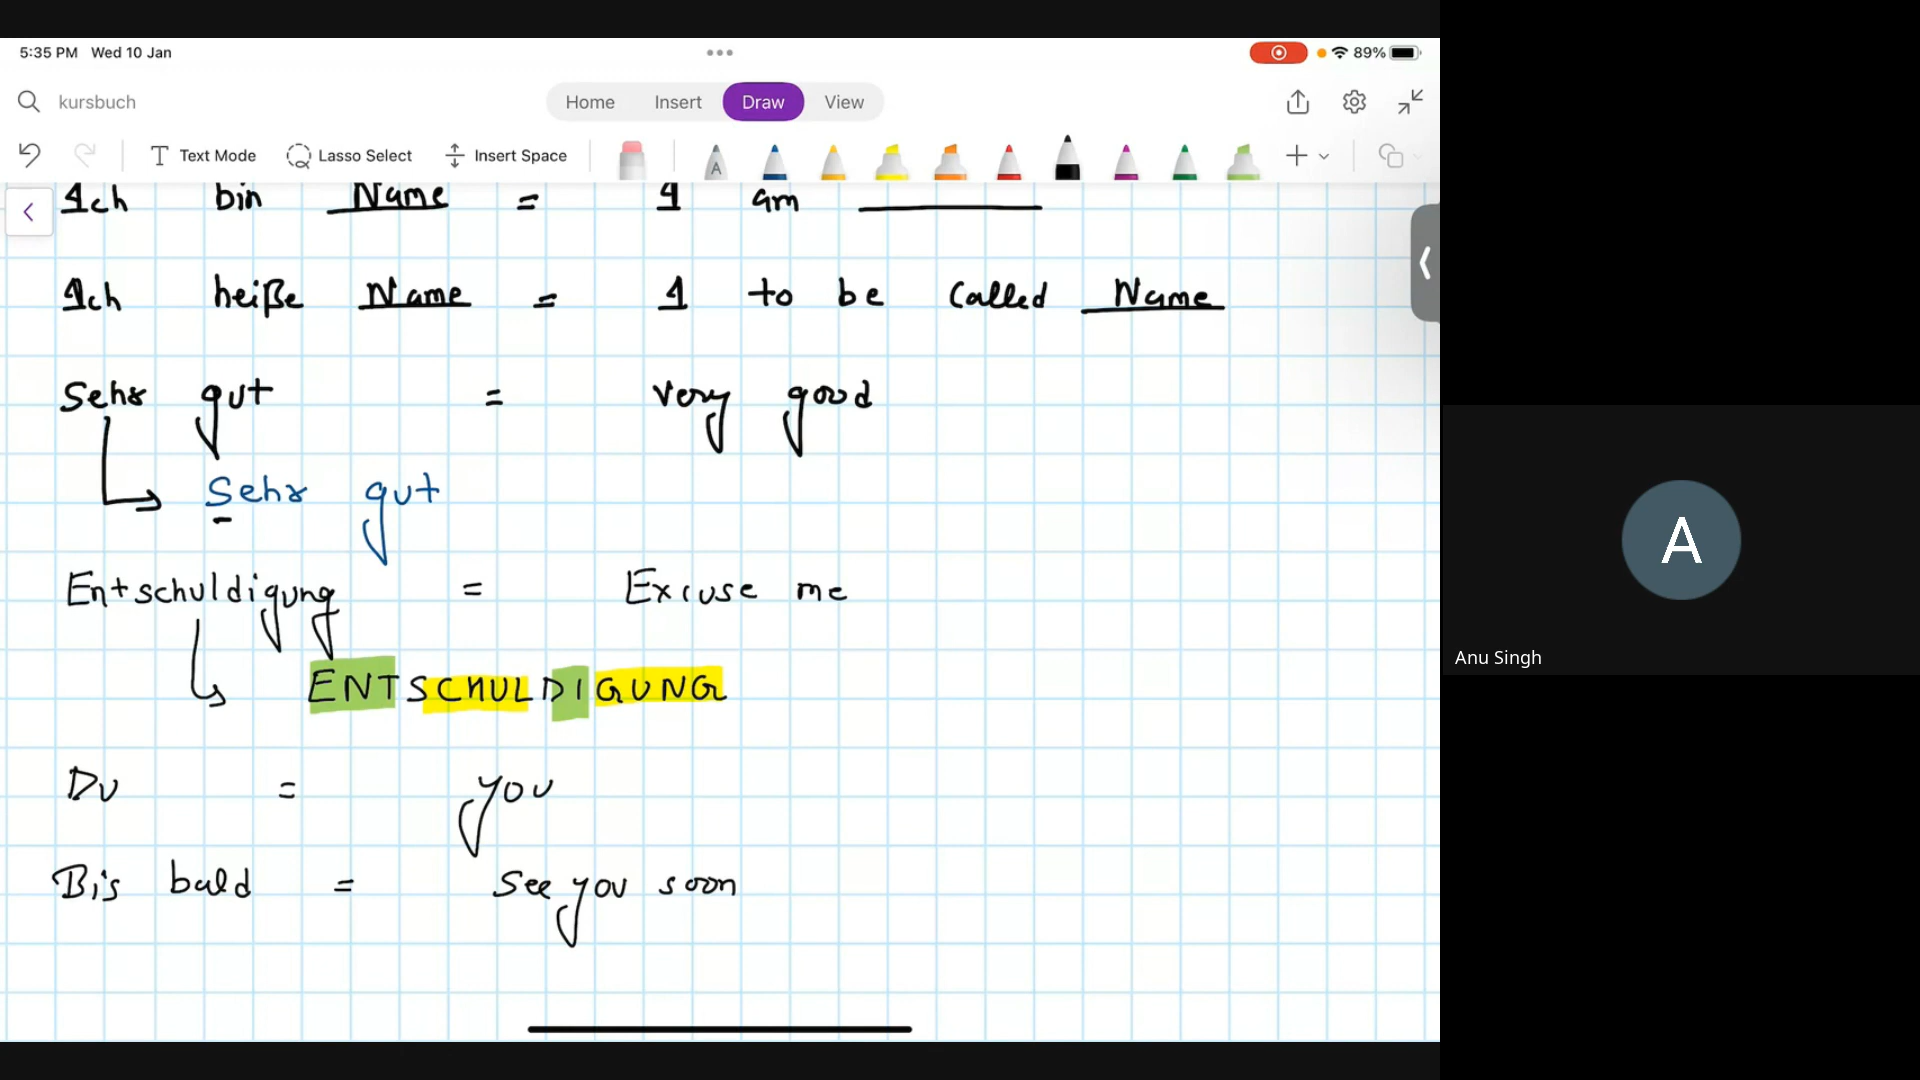 5:35 PM Wed 10 Jan 89%
kursbuch Home Insert Draw View
Text Mode Lasso Select Insert Space A
Ich bin Name = I am
Ich heiße Name = I to be called Name
Sehr gut = very good
Sehr gut
Entschuldigung = Excuse me
ENTSCHULDIGUNG
Du = you
Bis bald = See you soon
A
Anu Singh